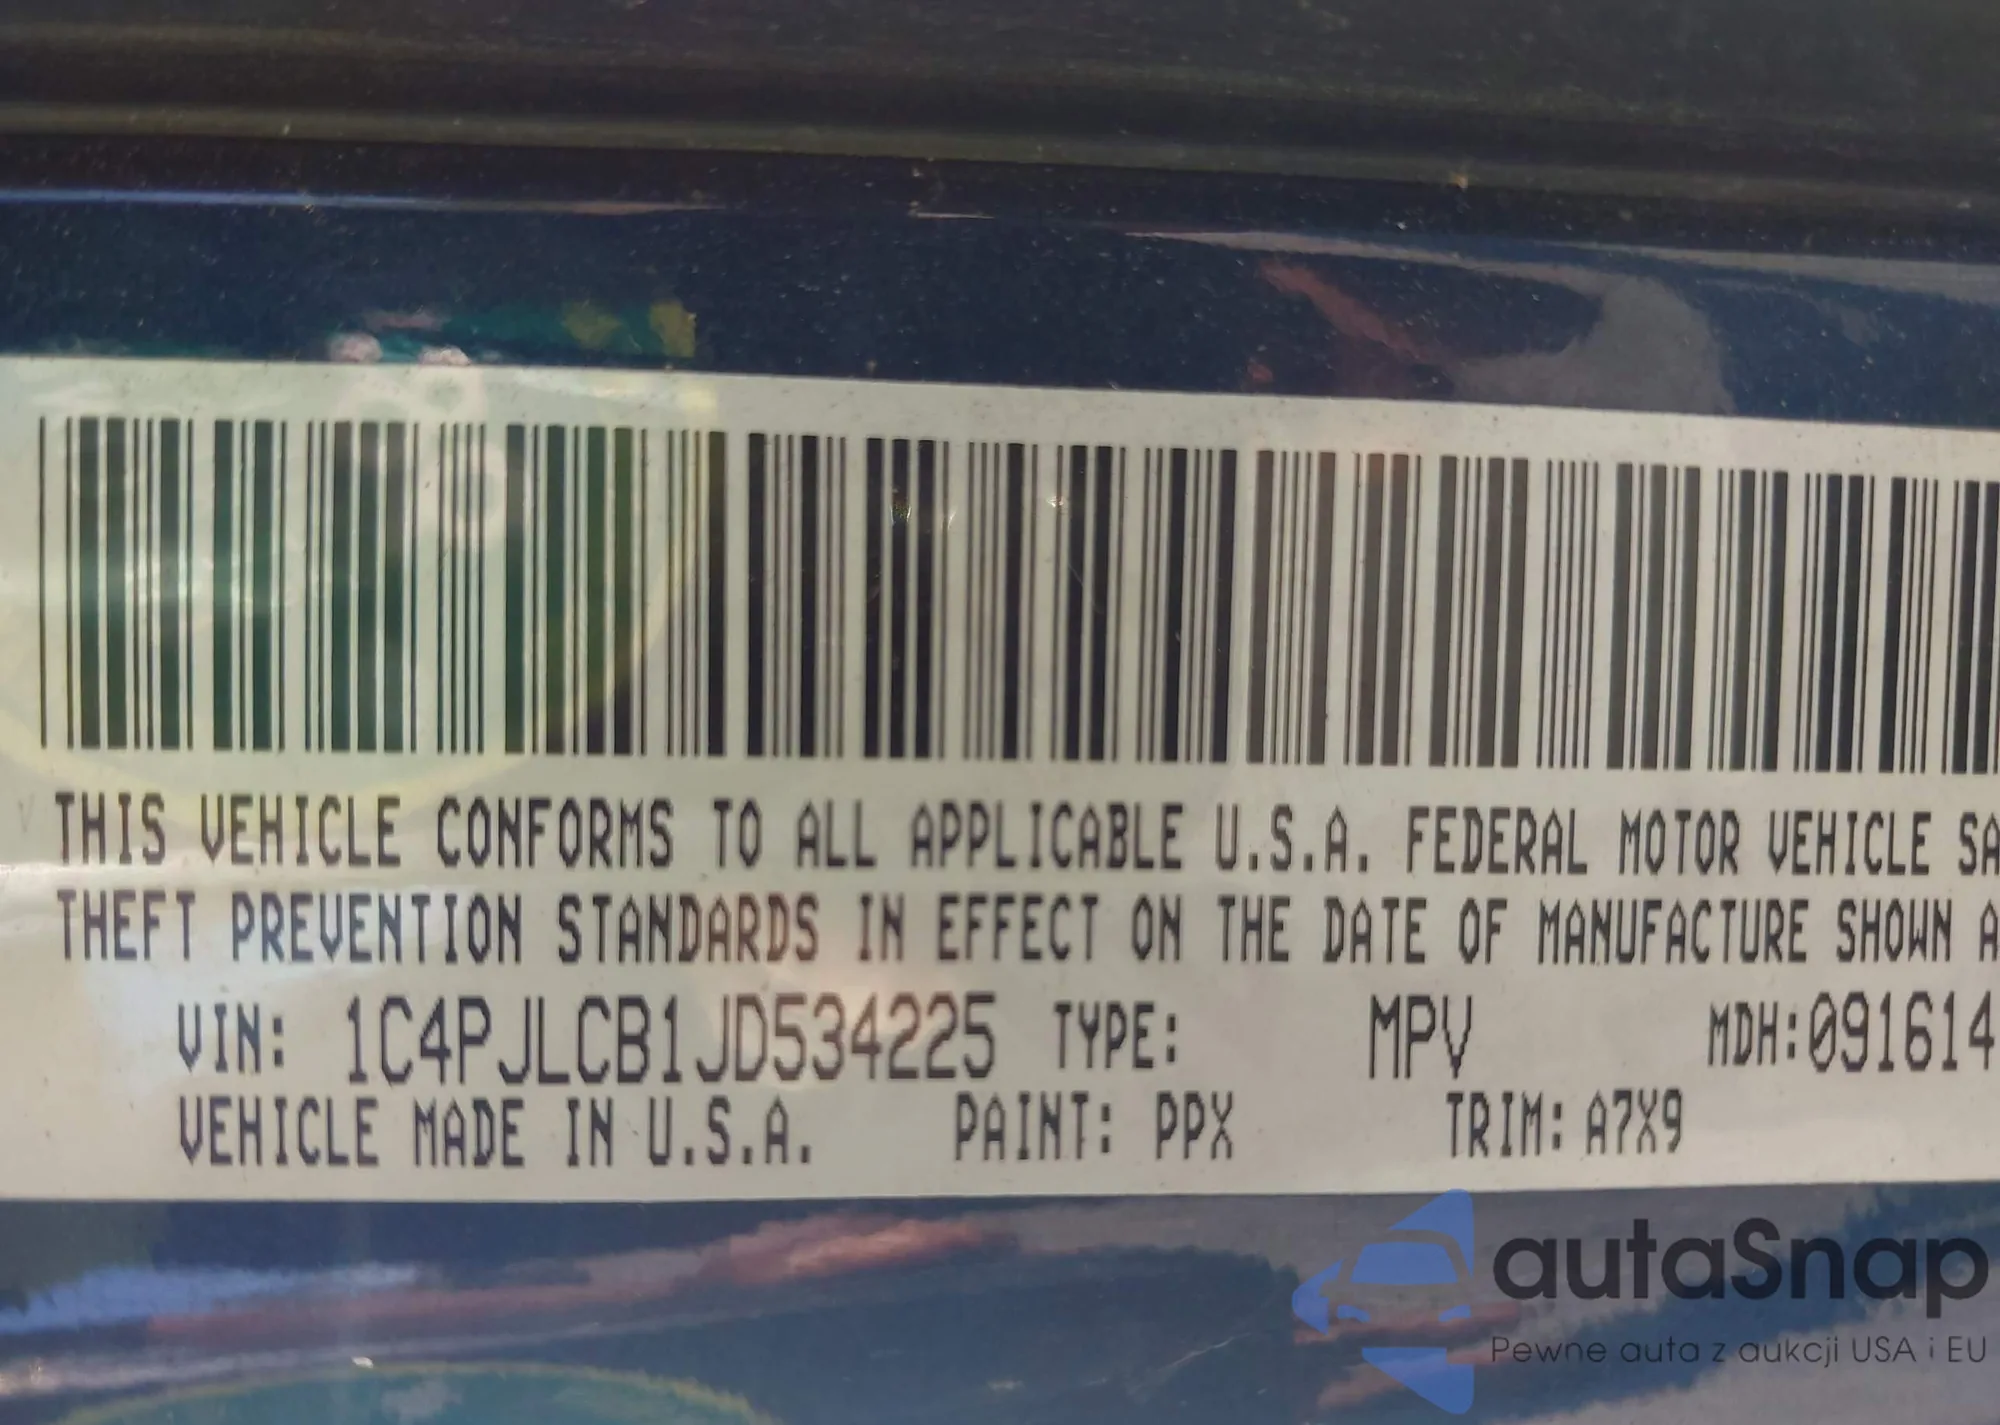 THIS VEHICLE CONFORMS TO ALL APPLICABLE U.S.A. FEDERAL MOTOR VEHICLE SA
THEFT PREVENTION STANDARDS IN EFFECT ON THE DATE OF MANUFACTURE SHOWN A
VIN: 1C4PJLCB1JD534225 TYPE: MPV MDH:091614
VEHICLE MADE IN U.S.A. PAINT: PPX TRIM: A7X9
autaSnap
Pewne auta z aukcji USA i EU